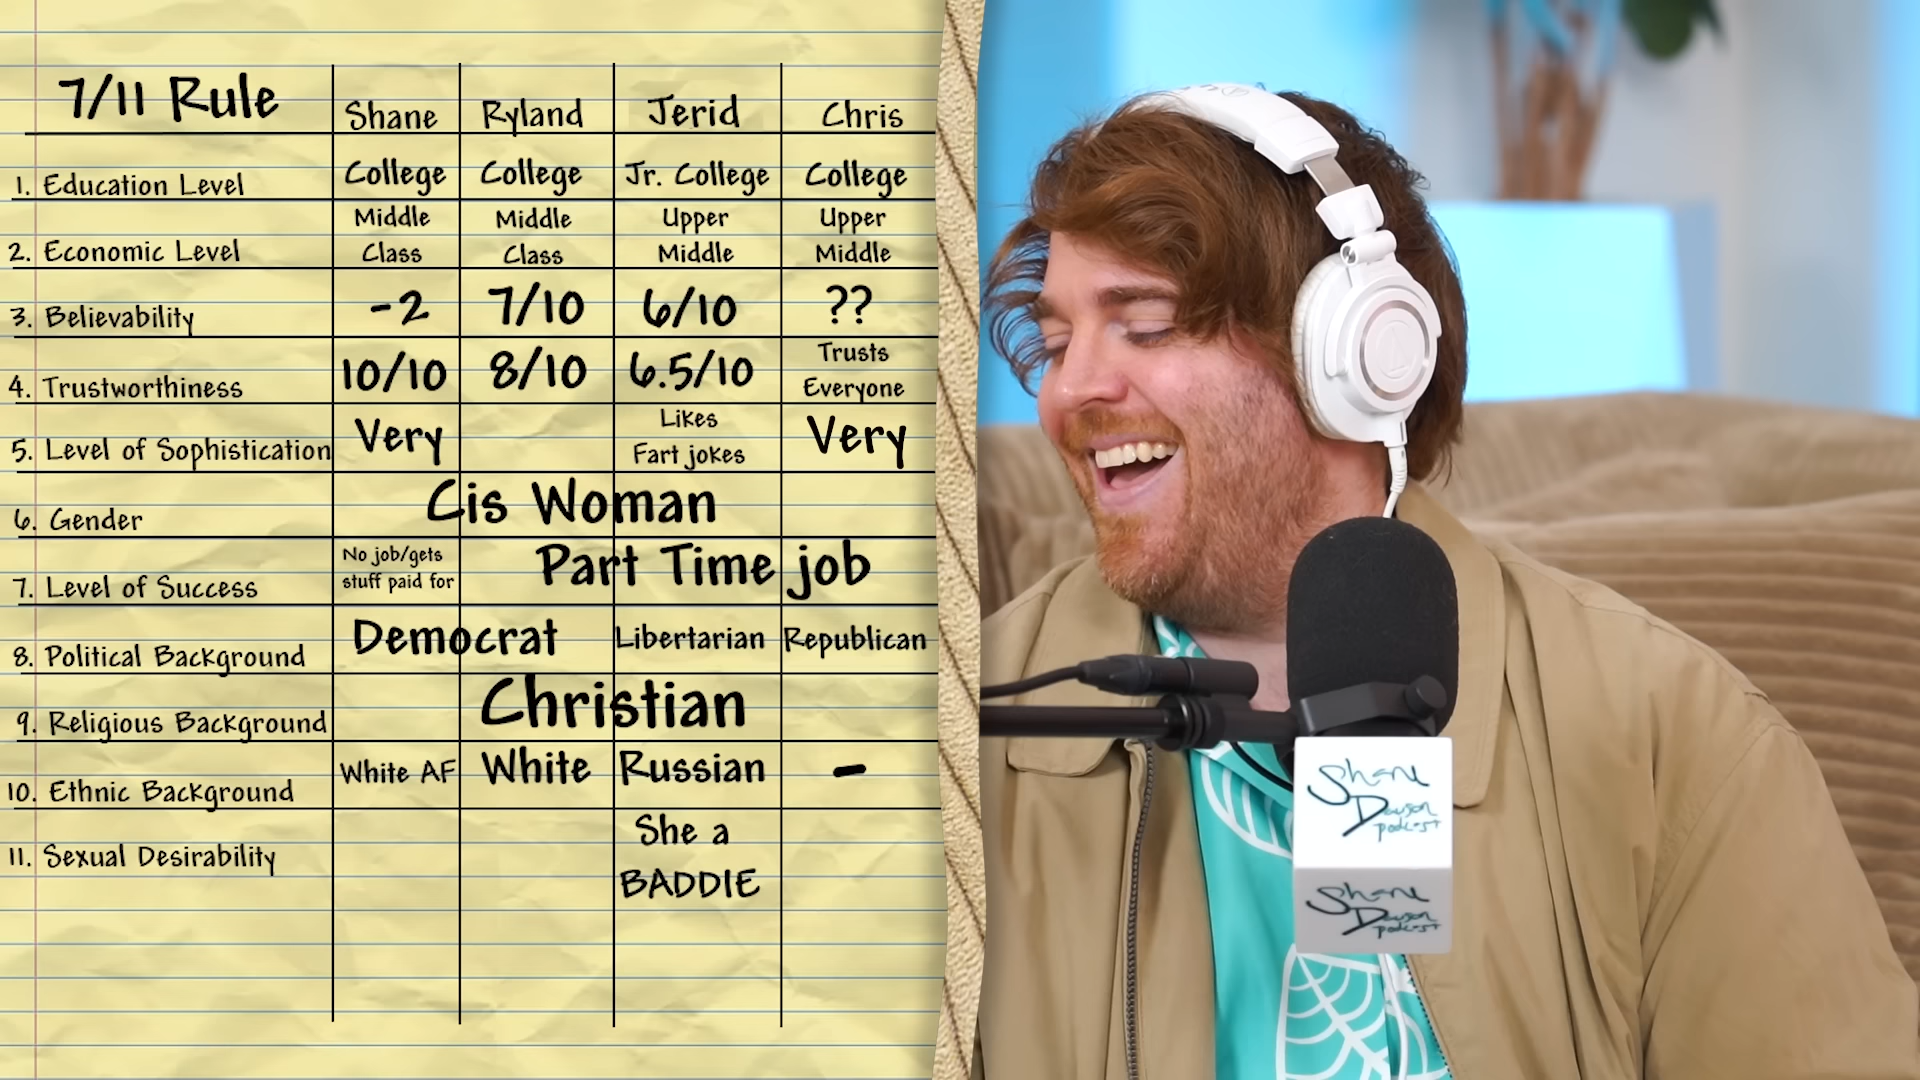 7/11 Rule Shane Ryland Jerid Chris
1. Education Level College College Jr. College College
2. Economic Level Middle Class Middle Class Upper Middle Upper Middle
3. Believability -2 7/10 6/10 ??
4. Trustworthiness 10/10 8/10 6.5/10 Trusts Everyone
5. Level of Sophistication Very Likes Fart jokes Very
6. Gender Cis Woman
7. Level of Success No job/gets stuff paid for Part Time job
8. Political Background Democrat Libertarian Republican
9. Religious Background Christian
10. Ethnic Background White AF White Russian -
11. Sexual Desirability She a BADDIE
Shane
Dawson
podcast
Shane
Dawson
podcast